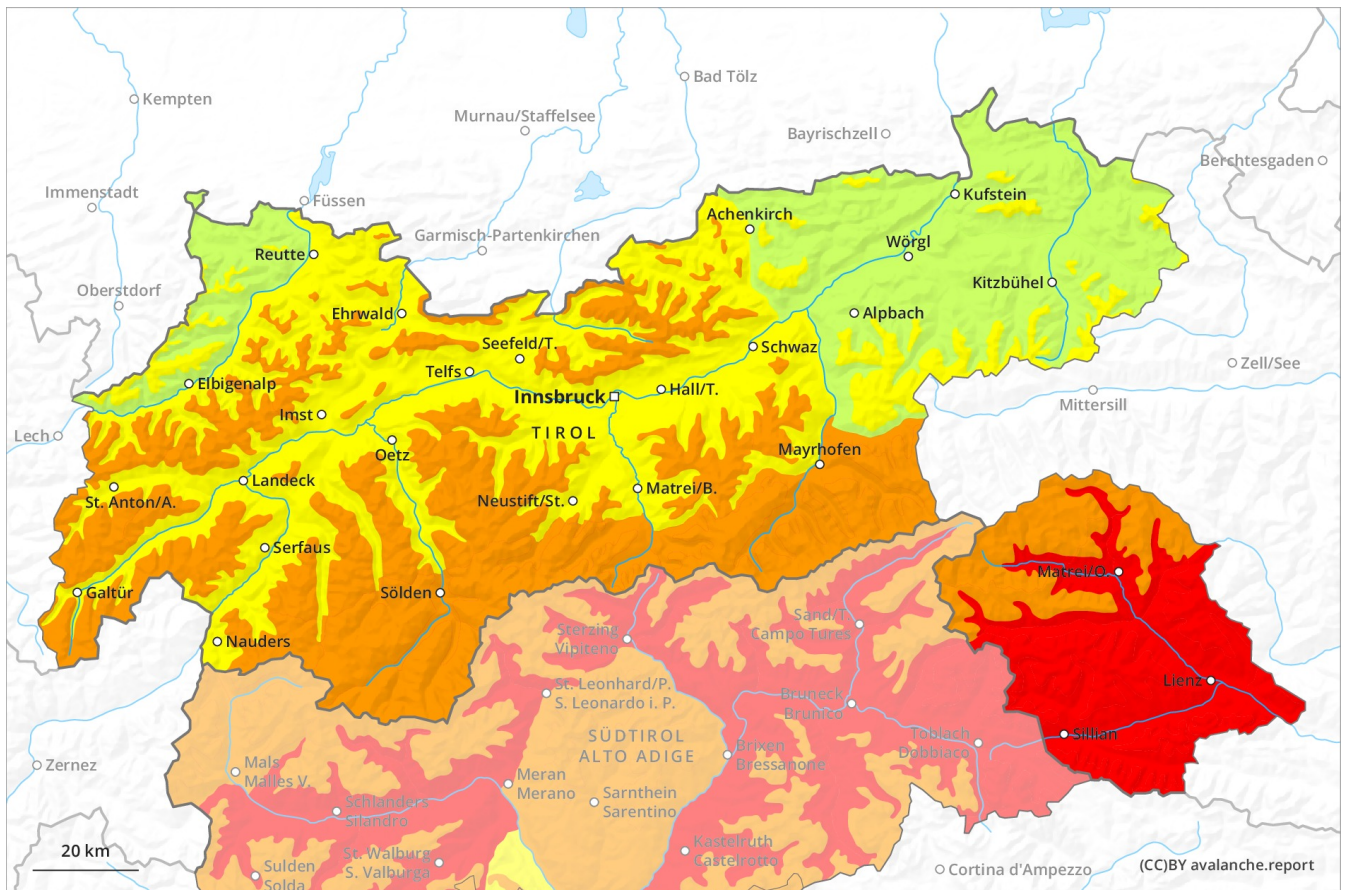 Bad Tölz
Kempten
Murnau/Staffelsee
Bayrischzell
Berchtesgaden
Immenstadt
Füssen
Kufstein
Achenkirch
Garmisch-Partenkirchen
Wörgl
Reutte
Kitzbühel
Oberstdorf
Ehrwald
Alpbach
Seefeld/T.
Schwaz
Zell/See
Telfs
Elbigenalp
Hall/T.
Innsbruck
Mittersill
Imst
TIROL
Lech
Mayrhofen
Oetz
Landeck
Matrei/B.
St. Anton/A.
Neustift/St.
Serfaus
Matrei/O.
Galtür
Sölden
Sand/T.
Campo Tures
Sterzing
Vipiteno
Nauders
Lienz
St. Leonhard/P.
S. Leonardo i. P.
Bruneck
Brunico
Sillian
SÜDTIROL
ALTO ADIGE
Toblach
Dobbiaco
Brixen
Bressanone
Zernez
Mals
Malles V.
Meran
Merano
Sarnthein
Sarentino
Schlanders
Silandro
Kastelruth
Castelrotto
20 km
St. Walburg
S. Valburga
Sulden
Solda
Cortina d'Ampezzo
(CC)BY avalanche.report